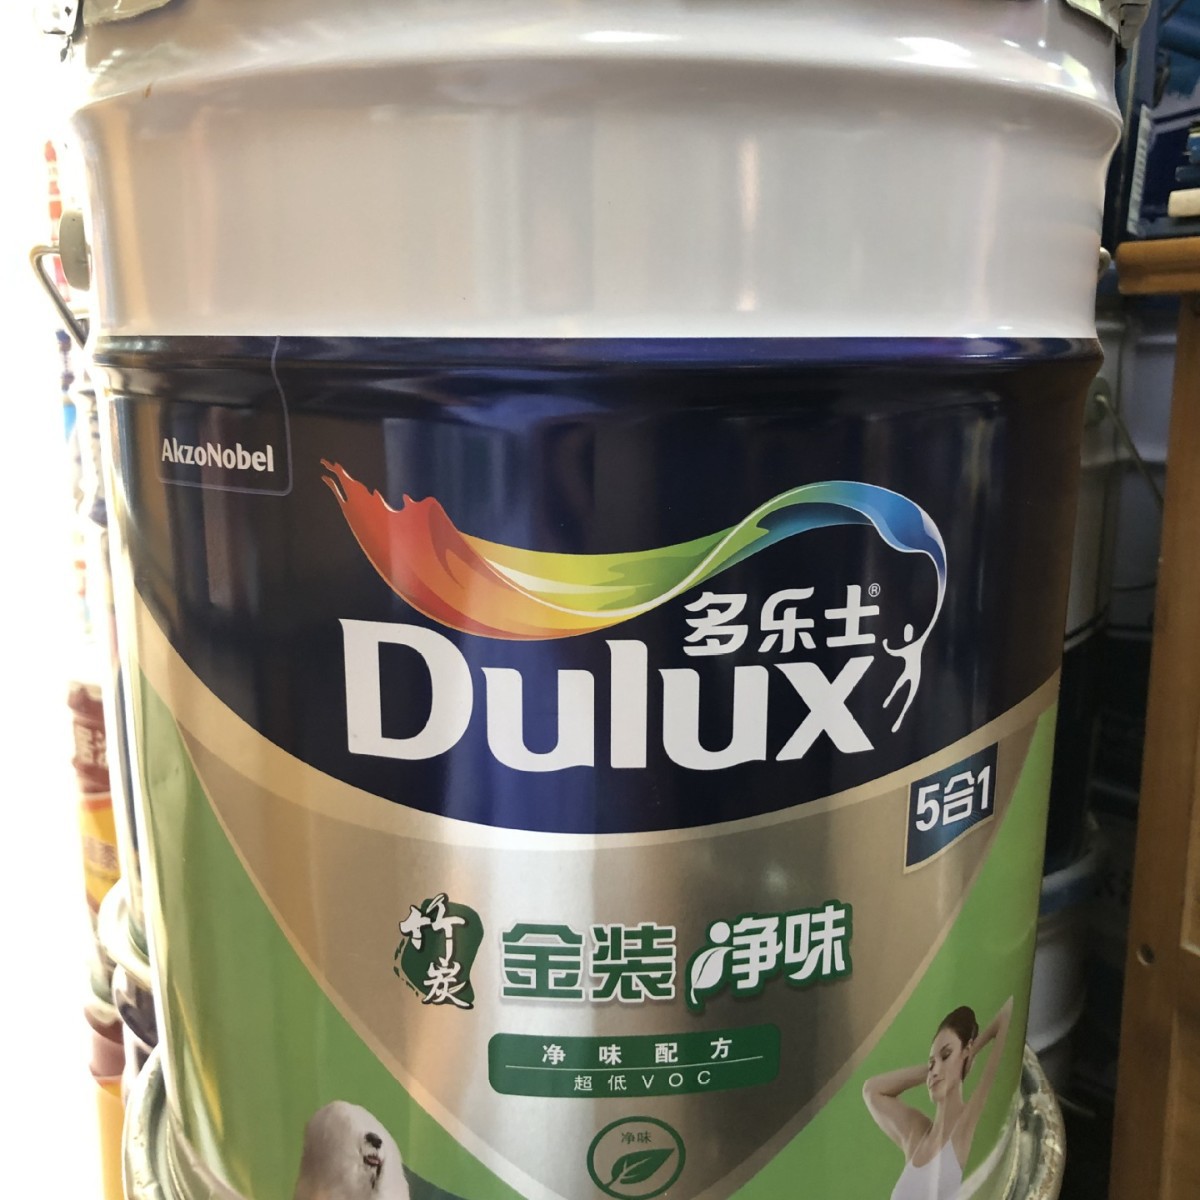 AkzoNobel
多乐士®
Dulux
5合1
竹炭 金装 净味
净味配方
超低VOC
净味